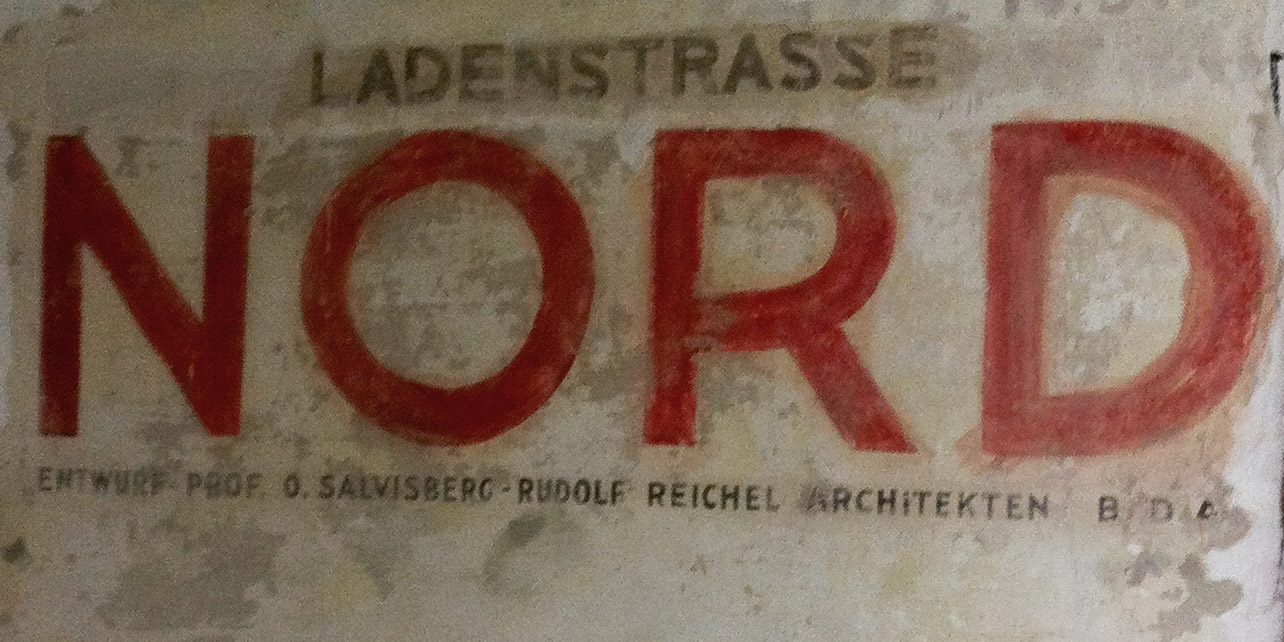 LADENSTRASSE
NORD
ENTWURF PROF. O. SALVISBERG - RUDOLF REICHEL ARCHITEKTEN B D A